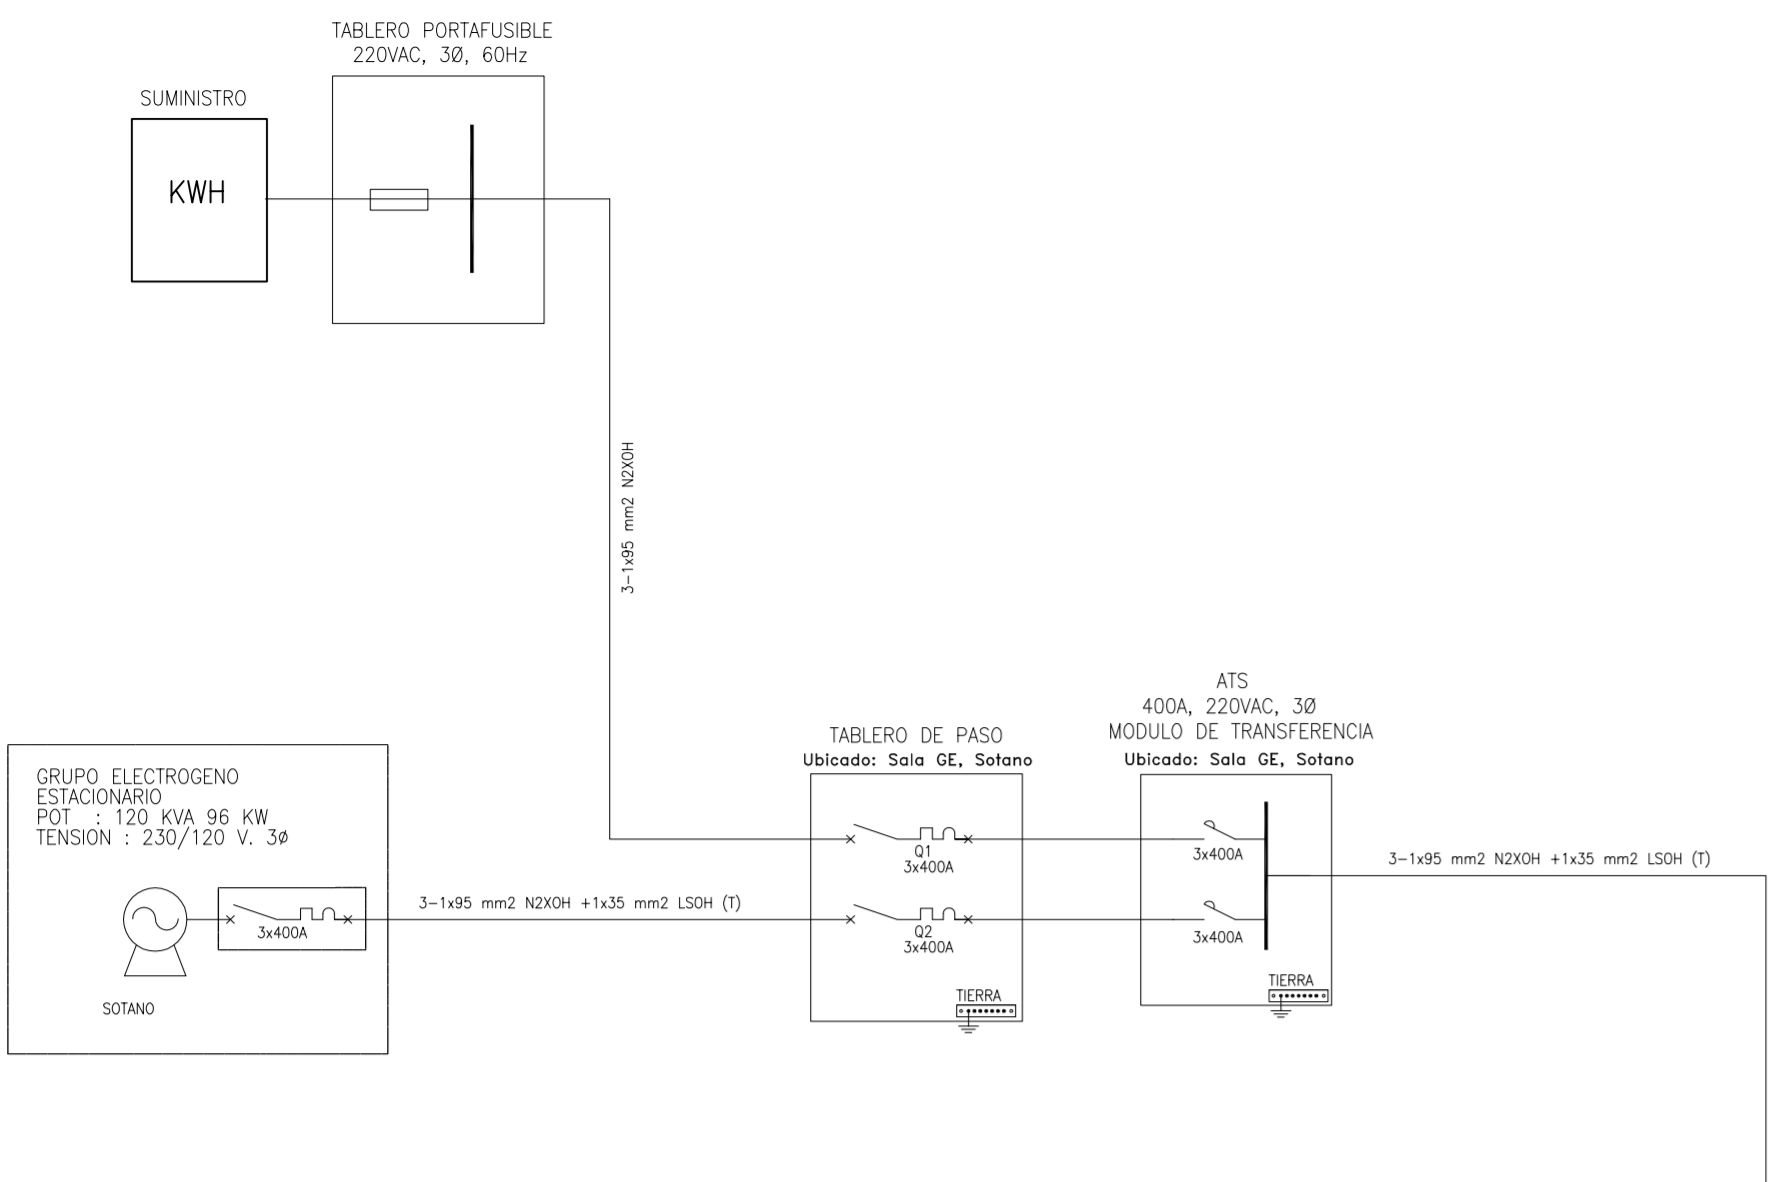 TABLERO PORTAFUSIBLE
220VAC, 3Ø, 60Hz
SUMINISTRO
KWH
3-1x95 mm2 N2XOH
ATS
400A, 220VAC, 3Ø
MODULO DE TRANSFERENCIA
Ubicado: Sala GE, Sotano
TABLERO DE PASO
Ubicado: Sala GE, Sotano
GRUPO ELECTROGENO
ESTACIONARIO
POT : 120 KVA 96 KW
TENSION : 230/120 V. 3ø
3x400A
SOTANO
3-1x95 mm2 N2XOH +1x35 mm2 LSOH (T)
Q1
3x400A
Q2
3x400A
TIERRA
3x400A
3x400A
TIERRA
3-1x95 mm2 N2XOH +1x35 mm2 LSOH (T)